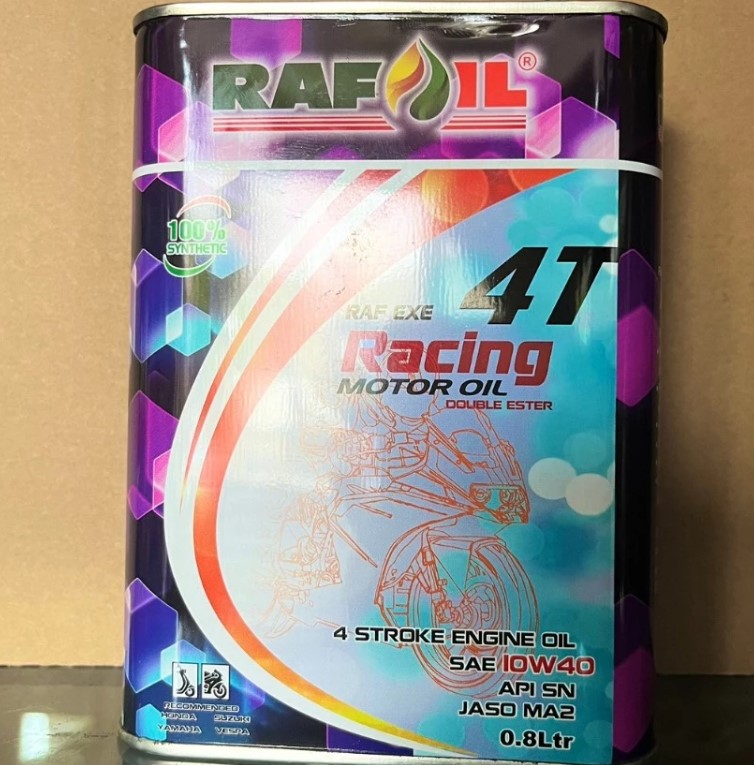 RAFOIL®
100%
SYNTHETIC
4T
RAF EXE
Racing
MOTOR OIL
DOUBLE ESTER
4 STROKE ENGINE OIL
SAE 10W40
API SN
JASO MA2
0.8Ltr
RECOMMENDED
HONDA SUZUKI
YAMAHA VESPA